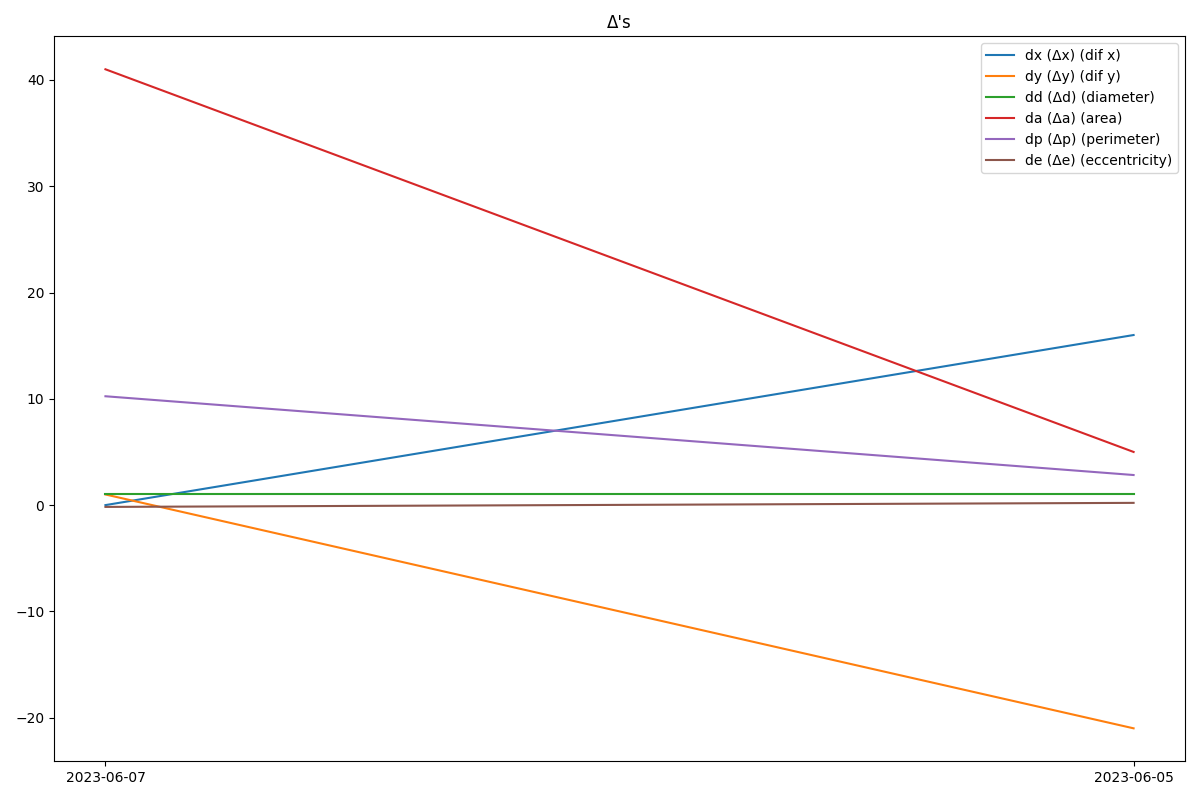 Δ's
dx (Δx) (dif x)
dy (Δy) (dif y)
dd (Δd) (diameter)
da (Δa) (area)
dp (Δp) (perimeter)
de (Δe) (eccentricity)
40
30
20
10
0
−10
−20
2023-06-07 2023-06-05